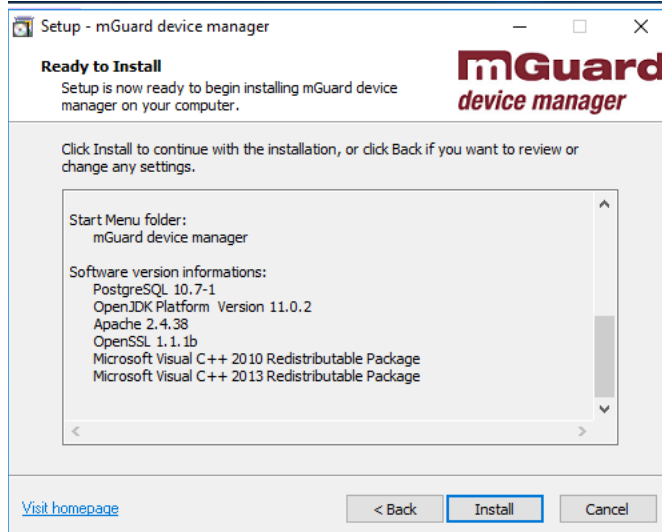 Setup - mGuard device manager
Ready to Install
Setup is now ready to begin installing mGuard device
manager on your computer.
mGuard
device manager
Click Install to continue with the installation, or click Back if you want to review or
change any settings.
Start Menu folder:
mGuard device manager
Software version informations:
PostgreSQL 10.7-1
OpenJDK Platform  Version 11.0.2
Apache 2.4.38
OpenSSL 1.1.1b
Microsoft Visual C++ 2010 Redistributable Package
Microsoft Visual C++ 2013 Redistributable Package
Visit homepage
< Back
Install
Cancel